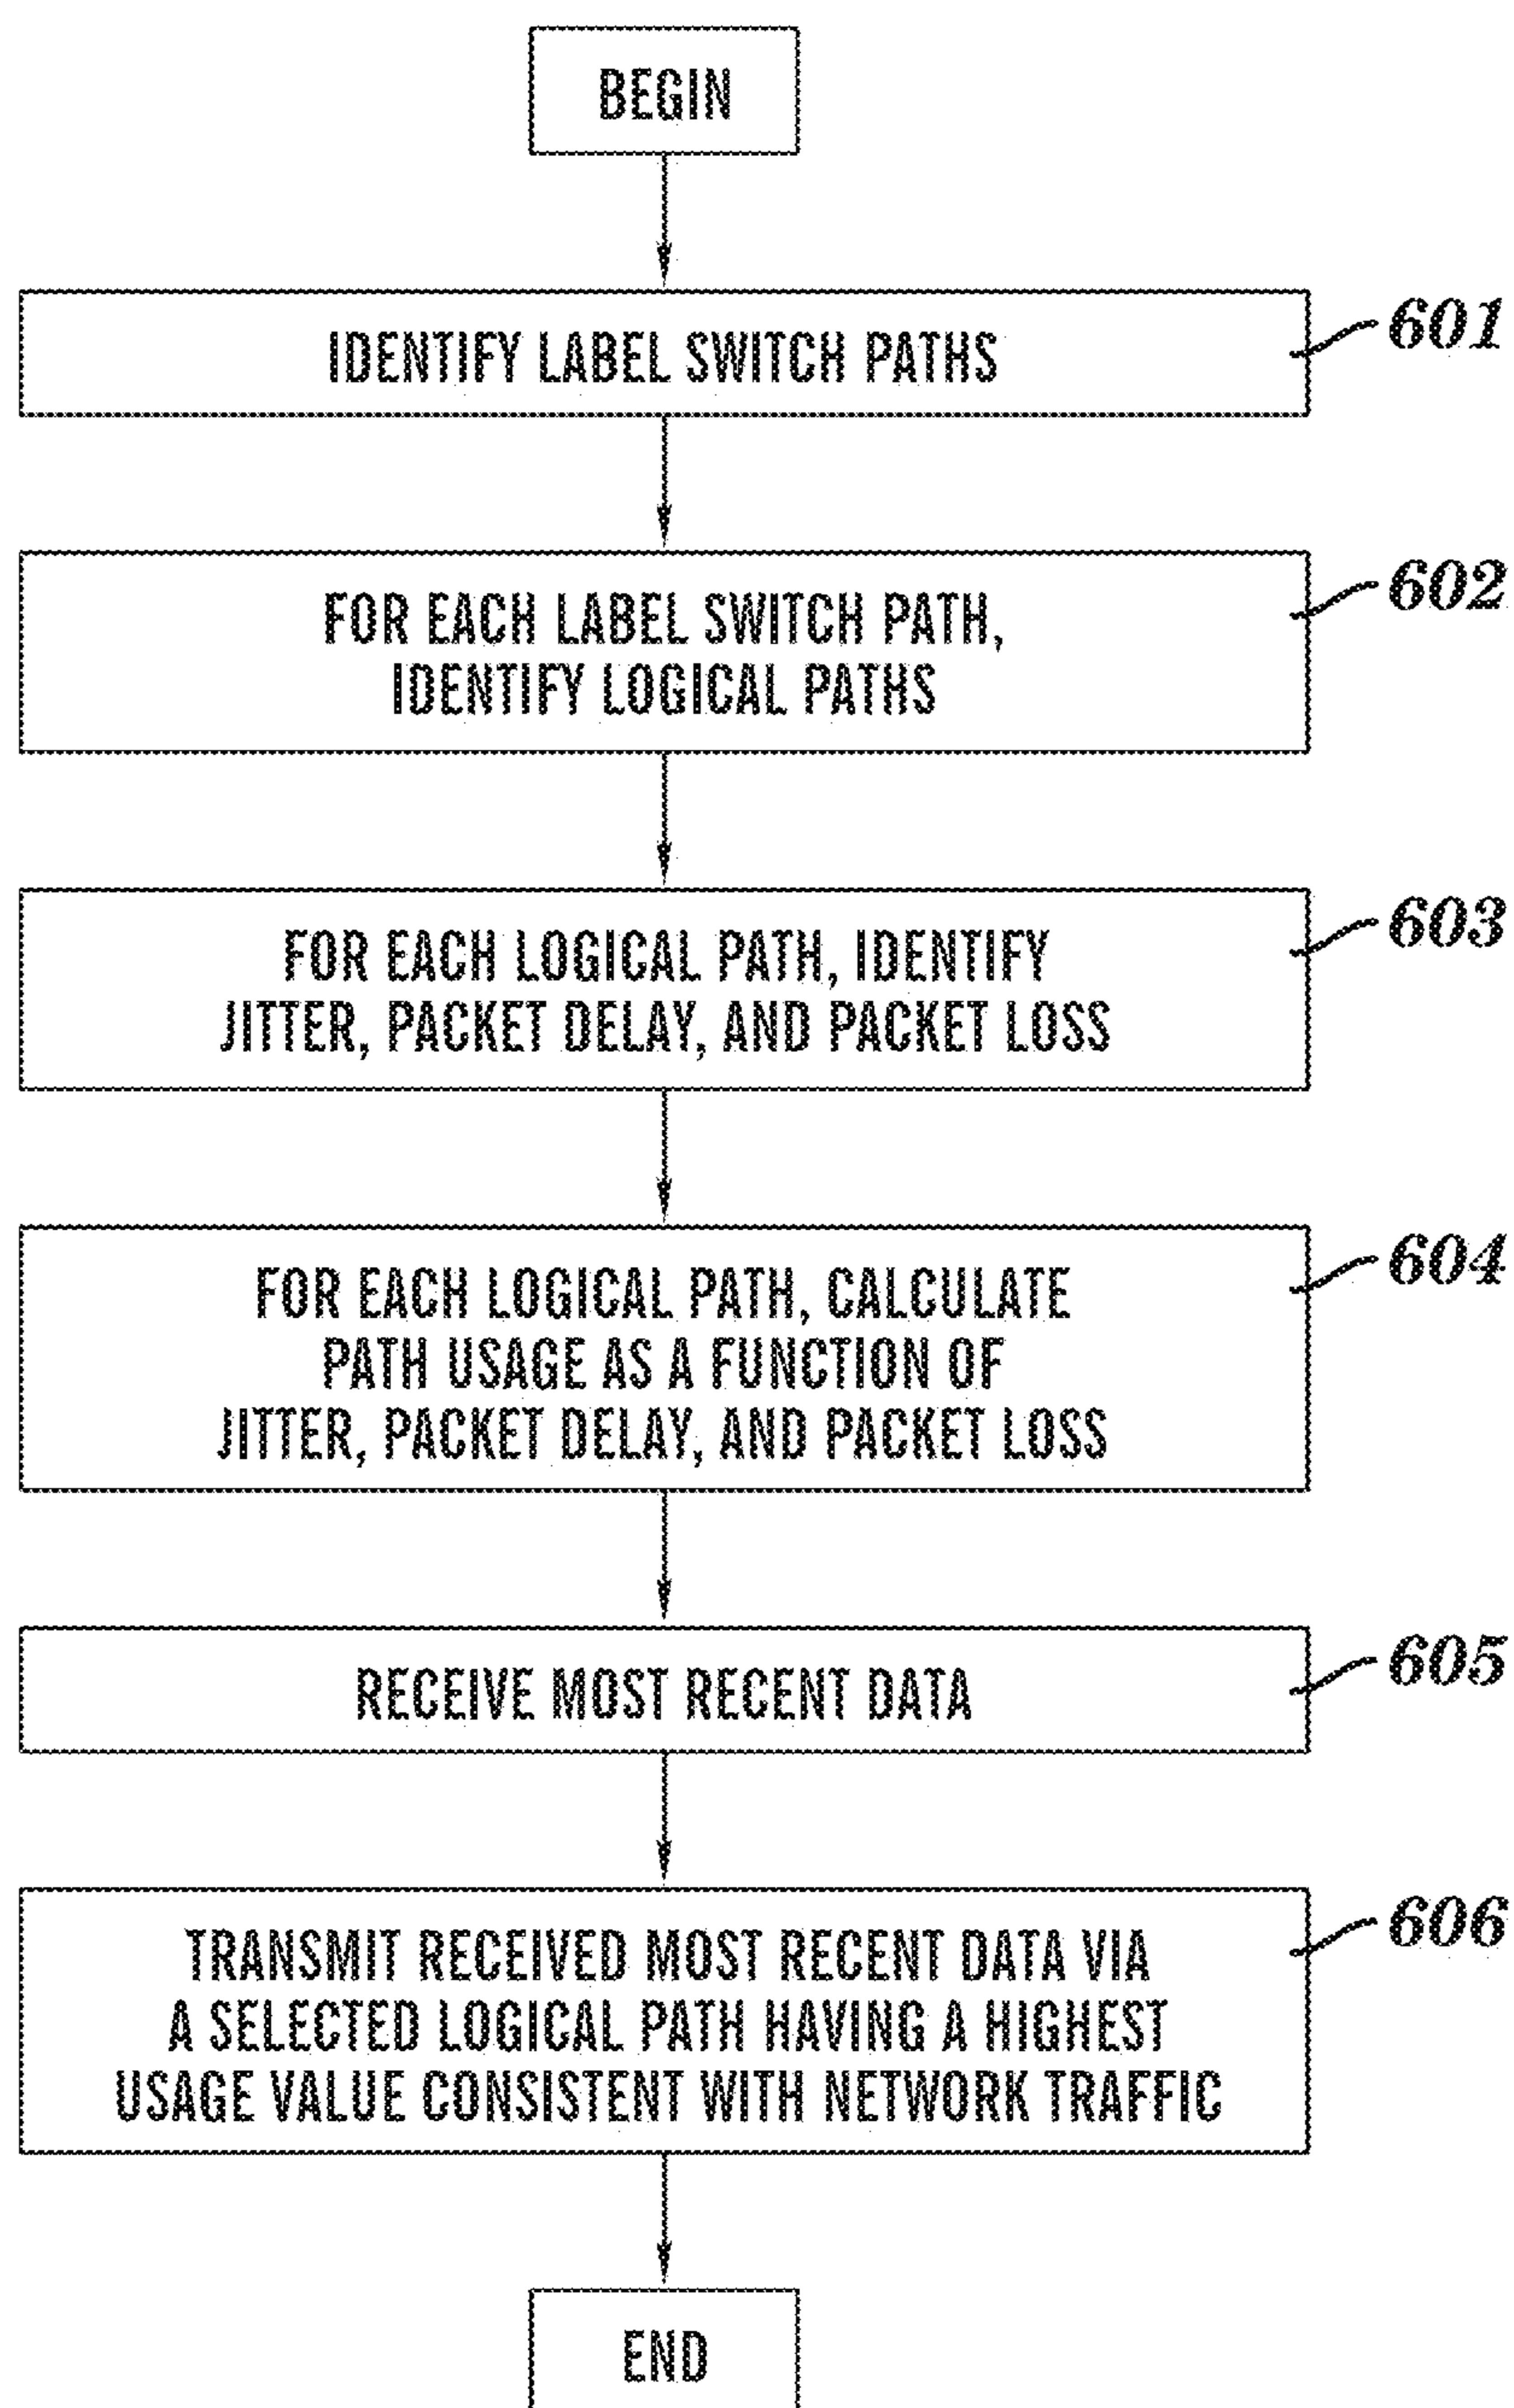 BEGIN
IDENTIFY LABEL SWITCH PATHS
601
FOR EACH LABEL SWITCH PATH,
IDENTIFY LOGICAL PATHS
602
FOR EACH LOGICAL PATH, IDENTIFY
JITTER, PACKET DELAY, AND PACKET LOSS
603
FOR EACH LOGICAL PATH, CALCULATE
PATH USAGE AS A FUNCTION OF
JITTER, PACKET DELAY, AND PACKET LOSS
604
RECEIVE MOST RECENT DATA
605
TRANSMIT RECEIVED MOST RECENT DATA VIA
A SELECTED LOGICAL PATH HAVING A HIGHEST
USAGE VALUE CONSISTENT WITH NETWORK TRAFFIC
606
END